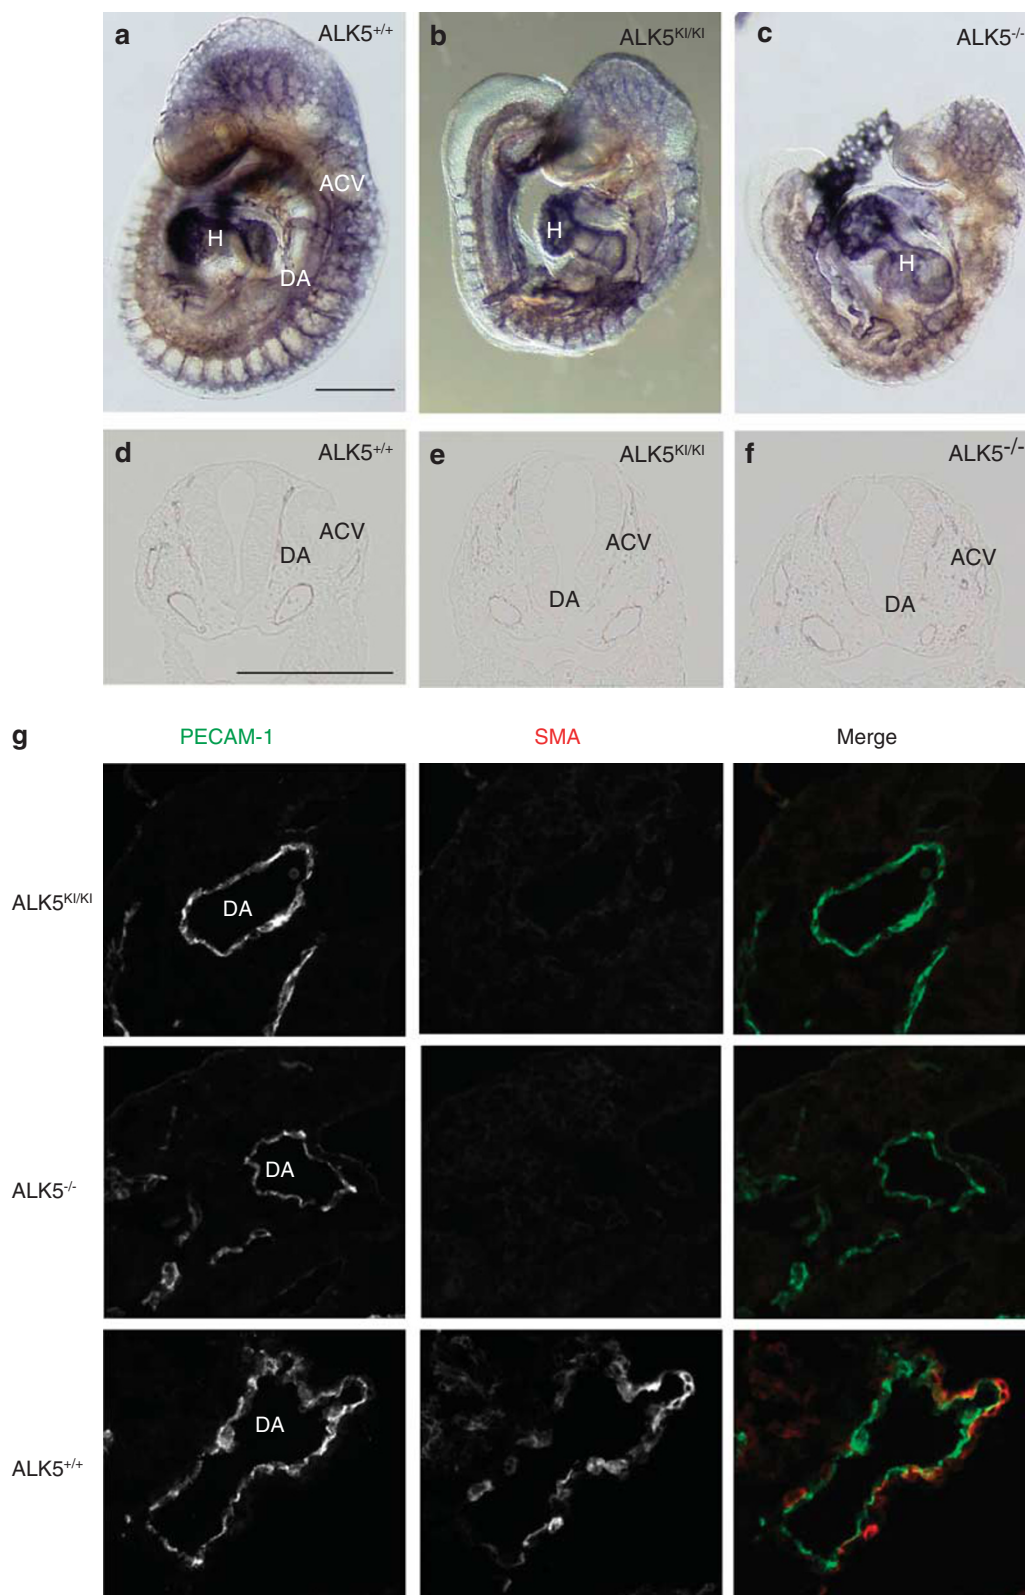 a ALK5+/+
ACV
H
DA
b ALK5KI/KI
H
c ALK5-/-
H
d ALK5+/+
ACV
DA
e ALK5KI/KI
ACV
DA
f ALK5-/-
ACV
DA
g PECAM-1 SMA Merge
ALK5KI/KI
DA
ALK5-/-
DA
ALK5+/+
DA